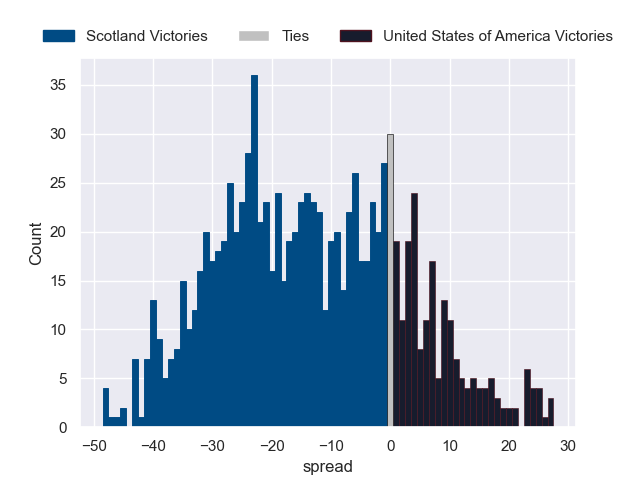 Scotland Victories Ties United States of America Victories
35
30
25
20
15
10
5
0
Count
−50 −40 −30 −20 −10 0 10 20 30
spread